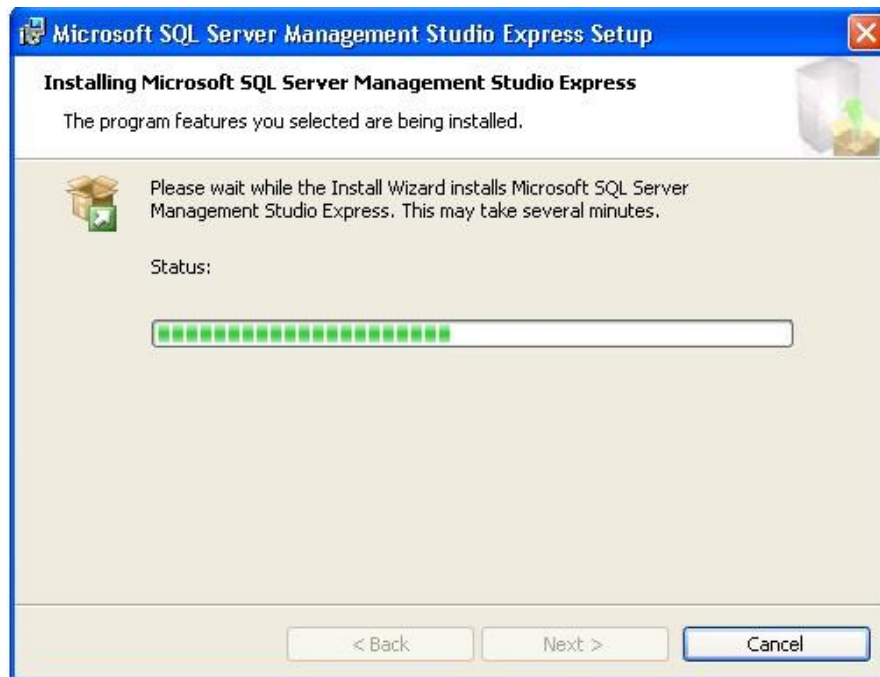 Microsoft SQL Server Management Studio Express Setup
Installing Microsoft SQL Server Management Studio Express
The program features you selected are being installed.
Please wait while the Install Wizard installs Microsoft SQL Server
Management Studio Express. This may take several minutes.
Status:
< Back
Next >
Cancel